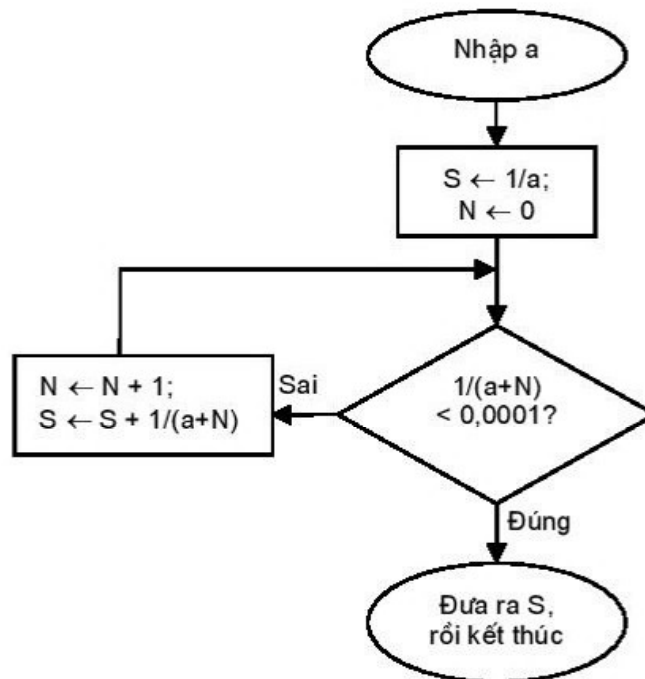 Nhập a
S ← 1/a;
N ← 0
N ← N + 1;
S ← S + 1/(a+N)
Sai
1/(a+N)
< 0,0001?
Đúng
Đưa ra S,
rồi kết thúc